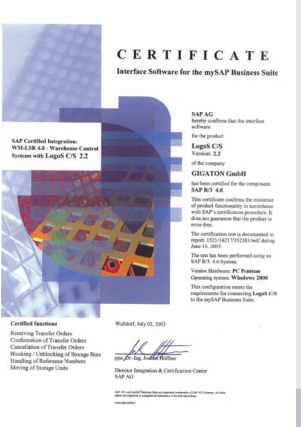 CERTIFICATE
Interface Software for the mySAP Business Suite
SAP AG
hereby confirms that the interface
software
for the product
LogoS C/S
Version: 2.2
of the company
GIGATON GmbH
has been certified for the component
SAP R/3 4.0.
This certificate confirms the existence
of product functionality in accordance
with SAP's certification procedure. It
does not guarantee that the product is
error-free.
The certification test is documented in
report: 1521/16217/352381/wdf dating
June 16, 2003.
The test has been performed using an
SAP R/3 4.6 System.
Vendor Hardware: PC Pentium
Operating system: Windows 2000
This configuration meets the
requirements for connecting LogoS C/S
to the mySAP Business Suite.
SAP Certified Integration:
WM-LSR 4.0 - Warehouse Control
Systems with LogoS C/S 2.2
Certified functions
Receiving Transfer Orders
Confirmation of Transfer Orders
Cancellation of Transfer Orders
Blocking / Unblocking of Storage Bins
Handling of Reference Numbers
Moving of Storage Units
Walldorf, July 03, 2003
ppa. Dr.-Ing.
Director Integration & Certification Center
SAP AG